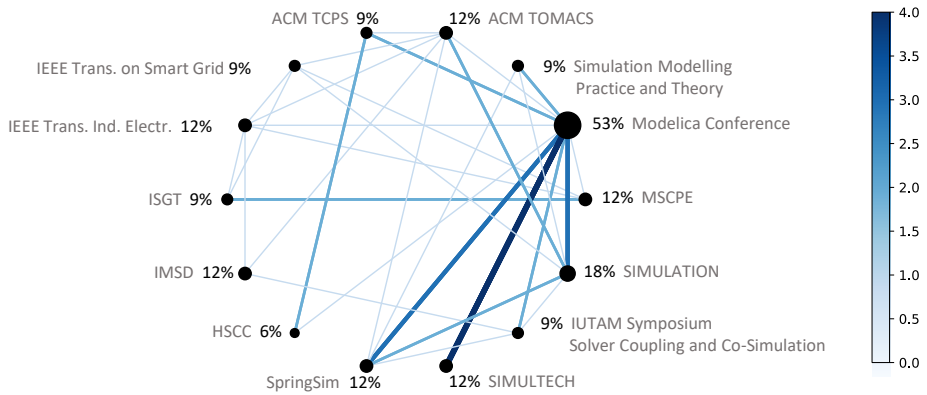 ACM TCPS 9%
12% ACM TOMACS
IEEE Trans. on Smart Grid 9%
9% Simulation Modelling
Practice and Theory
IEEE Trans. Ind. Electr. 12%
53% Modelica Conference
ISGT 9%
12% MSCPE
IMSD 12%
18% SIMULATION
HSCC 6%
9% IUTAM Symposium
Solver Coupling and Co-Simulation
SpringSim 12%
12% SIMULTECH
4.0
3.5
3.0
2.5
2.0
1.5
1.0
0.5
0.0